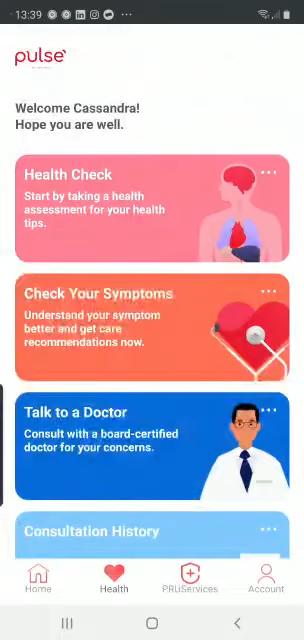 13:39
pulse
Welcome Cassandra!
Hope you are well.
Health Check
Start by taking a health
assessment for your health
tips.
Check Your Symptoms
Understand your symptom
better and get care
recommendations now.
Talk to a Doctor
Consult with a board-certified
doctor for your concerns.
Consultation History
Home
Health
PRUServices
Account